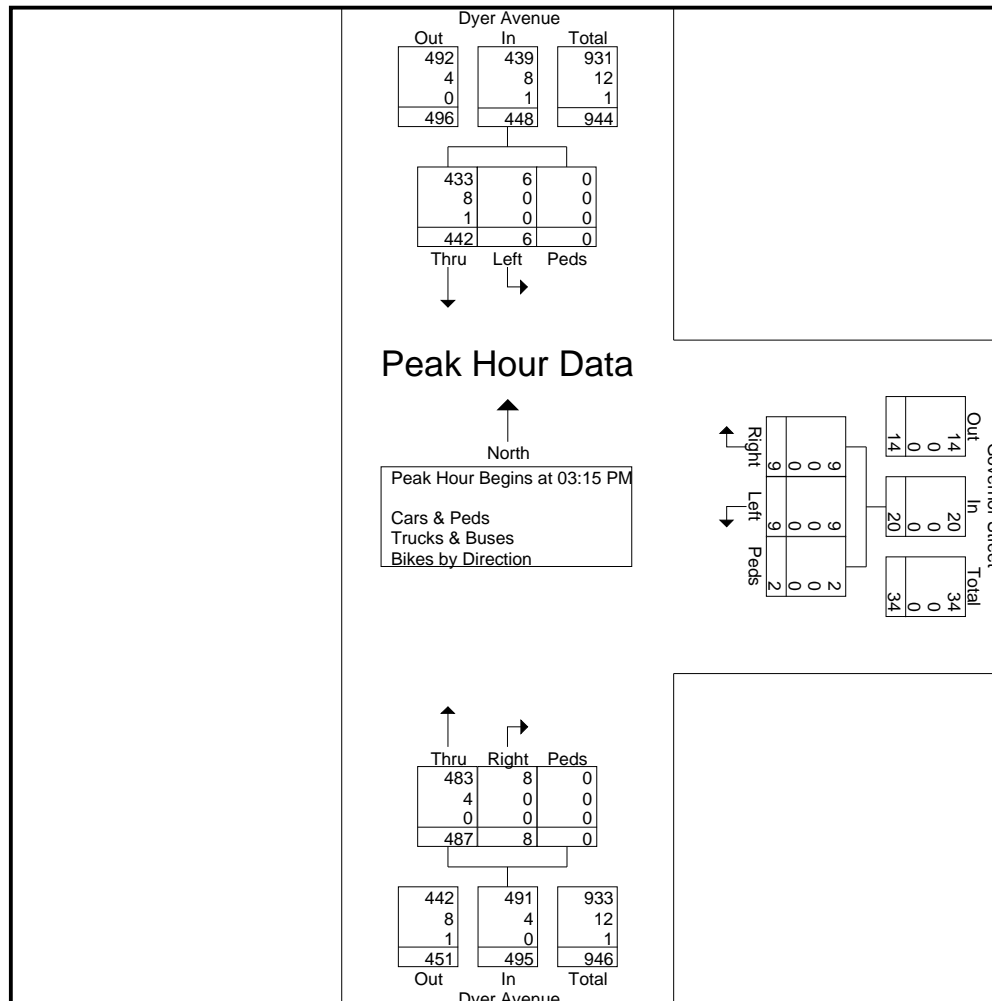 Dyer Avenue
Out In Total
492 439 931
4 8 12
0 1 1
496 448 944
433 6 0
8 0 0
1 0 0
442 6 0
Thru Left Peds
Peak Hour Data
North
Peak Hour Begins at 03:15 PM
Cars & Peds
Trucks & Buses
Bikes by Direction
Right Left Peds
9 9 2
0 0 0
0 0 0
9 9 2
Out In Total
14 20 34
0 0 0
0 0 0
14 20 34
Thru Right Peds
483 8 0
4 0 0
0 0 0
487 8 0
442 491 933
8 4 12
1 0 1
451 495 946
Out In Total
Dyer Avenue